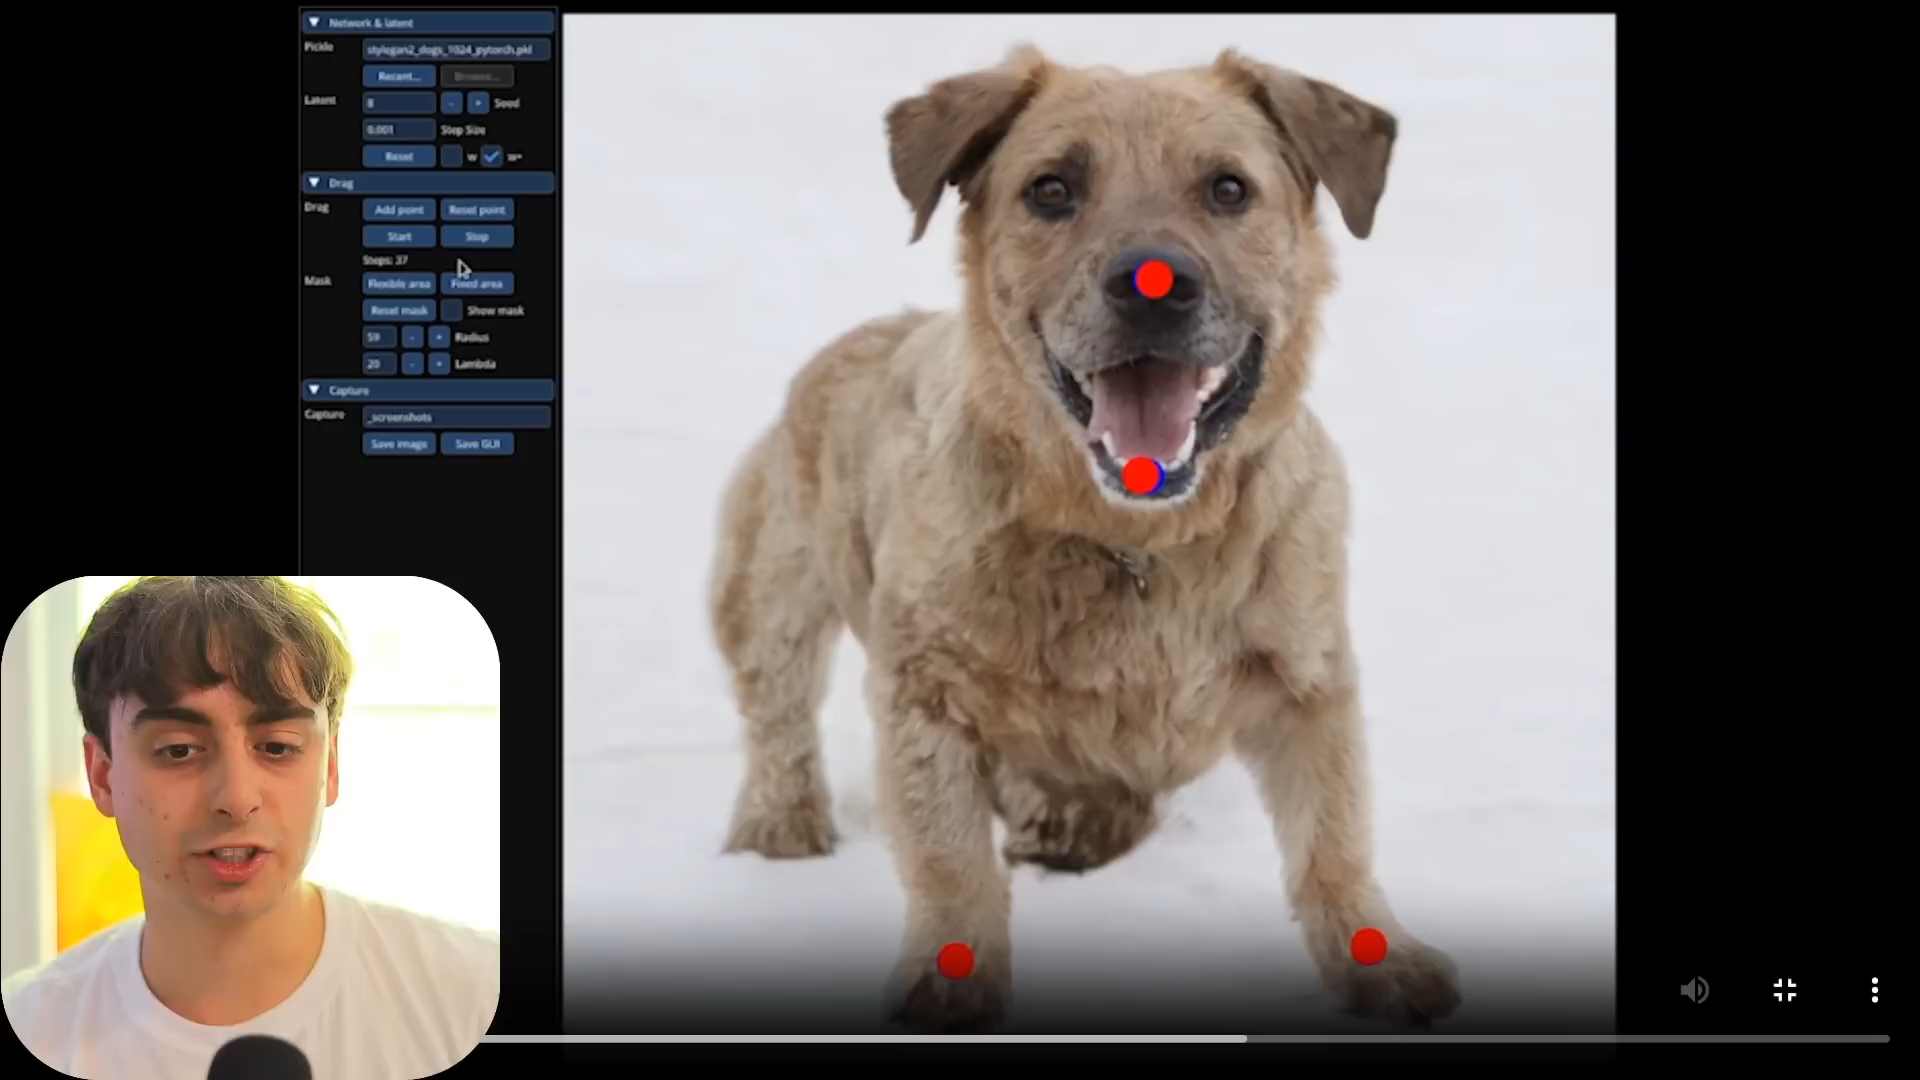 Network & latent
Pickle
stylegan2_dogs_1024_pytorch.pkl
Recent...
Browse...
Latent
8
-
+
Seed
0.001
Step Size
Reset
w
w+
Drag
Drag
Add point
Reset point
Start
Stop
Steps: 37
Mask
Flexible area
Fixed area
Reset mask
Show mask
59
-
+
Radius
20
-
+
Lambda
Capture
Capture
_screenshots
Save image
Save GUI